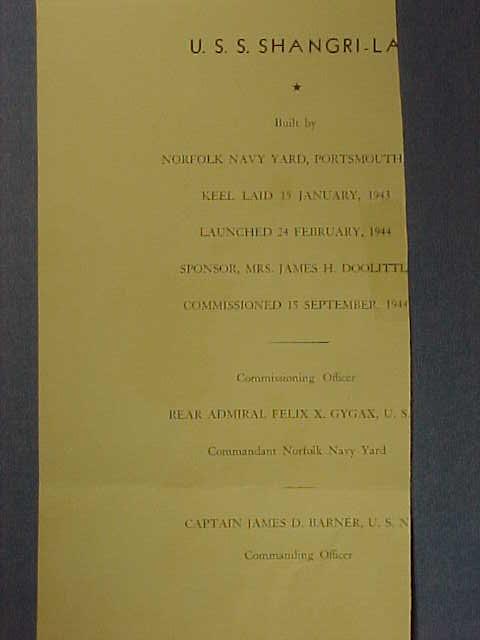 U. S. S. SHANGRI-LA
Built by
NORFOLK NAVY YARD, PORTSMOUTH,
KEEL LAID 15 JANUARY, 1943
LAUNCHED 24 FEBRUARY, 1944
SPONSOR, MRS. JAMES H. DOOLITTL
COMMISSIONED 15 SEPTEMBER, 1944
Commissioning Officer
REAR ADMIRAL FELIX X. GYGAX, U. S.
Commandant Norfolk Navy Yard
CAPTAIN JAMES D. BARNER, U. S. N
Commanding Officer